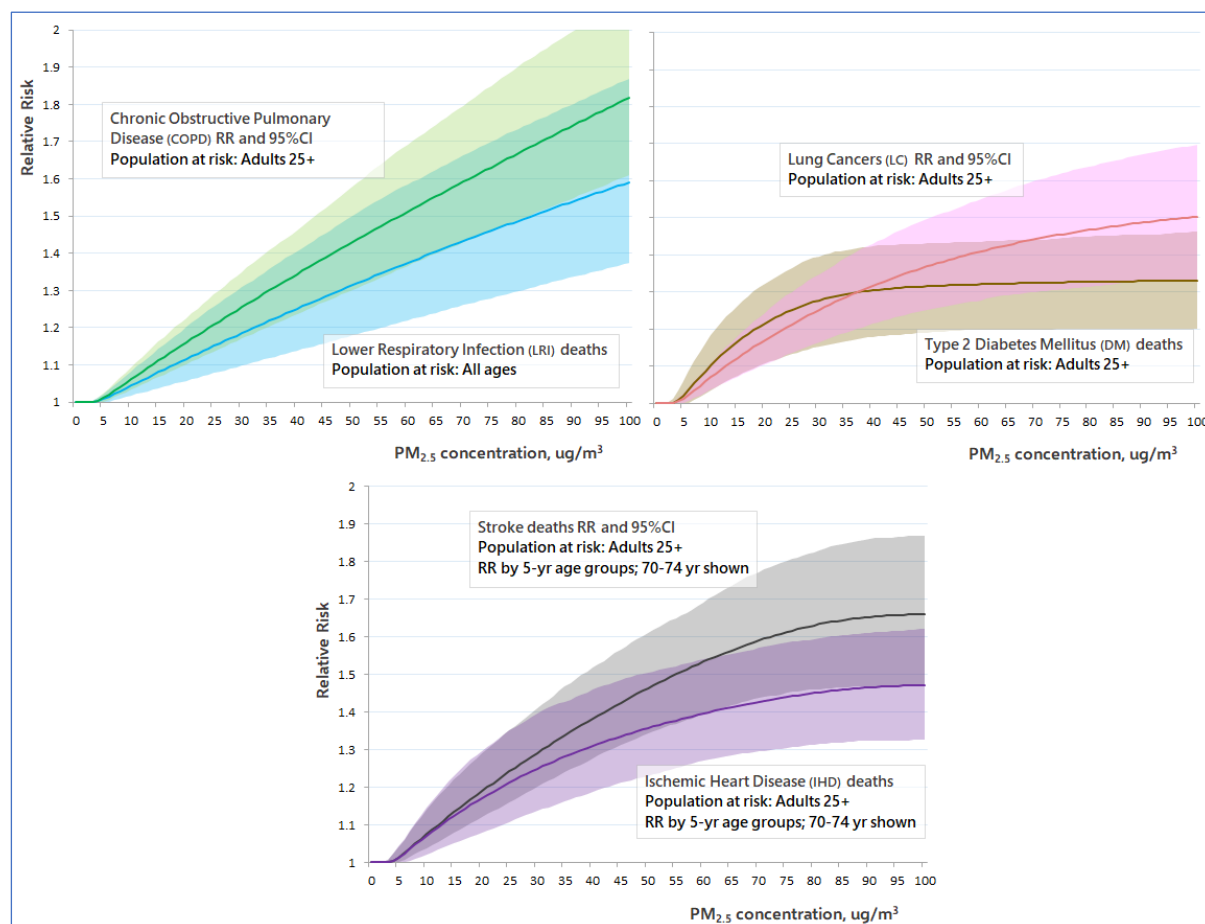 2
1.9
1.8
1.7
1.6
1.5
1.4
1.3
1.2
1.1
1
Relative Risk
Chronic Obstructive Pulmonary
Disease (COPD) RR and 95%CI
Population at risk: Adults 25+
Lower Respiratory Infection (LRI) deaths
Population at risk: All ages
0 5 10 15 20 25 30 35 40 45 50 55 60 65 70 75 80 85 90 95 100
PM2.5 concentration, ug/m³
Lung Cancers (LC) RR and 95%CI
Population at risk: Adults 25+
Type 2 Diabetes Mellitus (DM) deaths
Population at risk: Adults 25+
0 5 10 15 20 25 30 35 40 45 50 55 60 65 70 75 80 85 90 95 100
PM2.5 concentration, ug/m³
2
1.9
1.8
1.7
1.6
1.5
1.4
1.3
1.2
1.1
1
Relative Risk
Stroke deaths RR and 95%CI
Population at risk: Adults 25+
RR by 5-yr age groups; 70-74 yr shown
Ischemic Heart Disease (IHD) deaths
Population at risk: Adults 25+
RR by 5-yr age groups; 70-74 yr shown
0 5 10 15 20 25 30 35 40 45 50 55 60 65 70 75 80 85 90 95 100
PM2.5 concentration, ug/m³